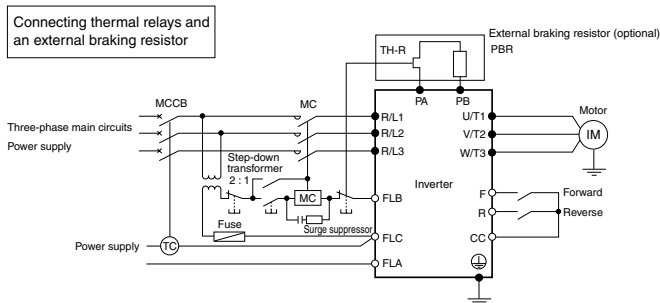 Connecting thermal relays and
an external braking resistor
External braking resistor (optional)
TH-R
PBR
PA
PB
MCCB
MC
R/L1
U/T1
Motor
Three-phase main circuits
R/L2
V/T2
IM
Power supply
R/L3
W/T3
Step-down
transformer
2 : 1
Inverter
MC
FLB
F
Forward
Fuse
Surge suppressor
R
Reverse
Power supply
TC
FLC
CC
FLA